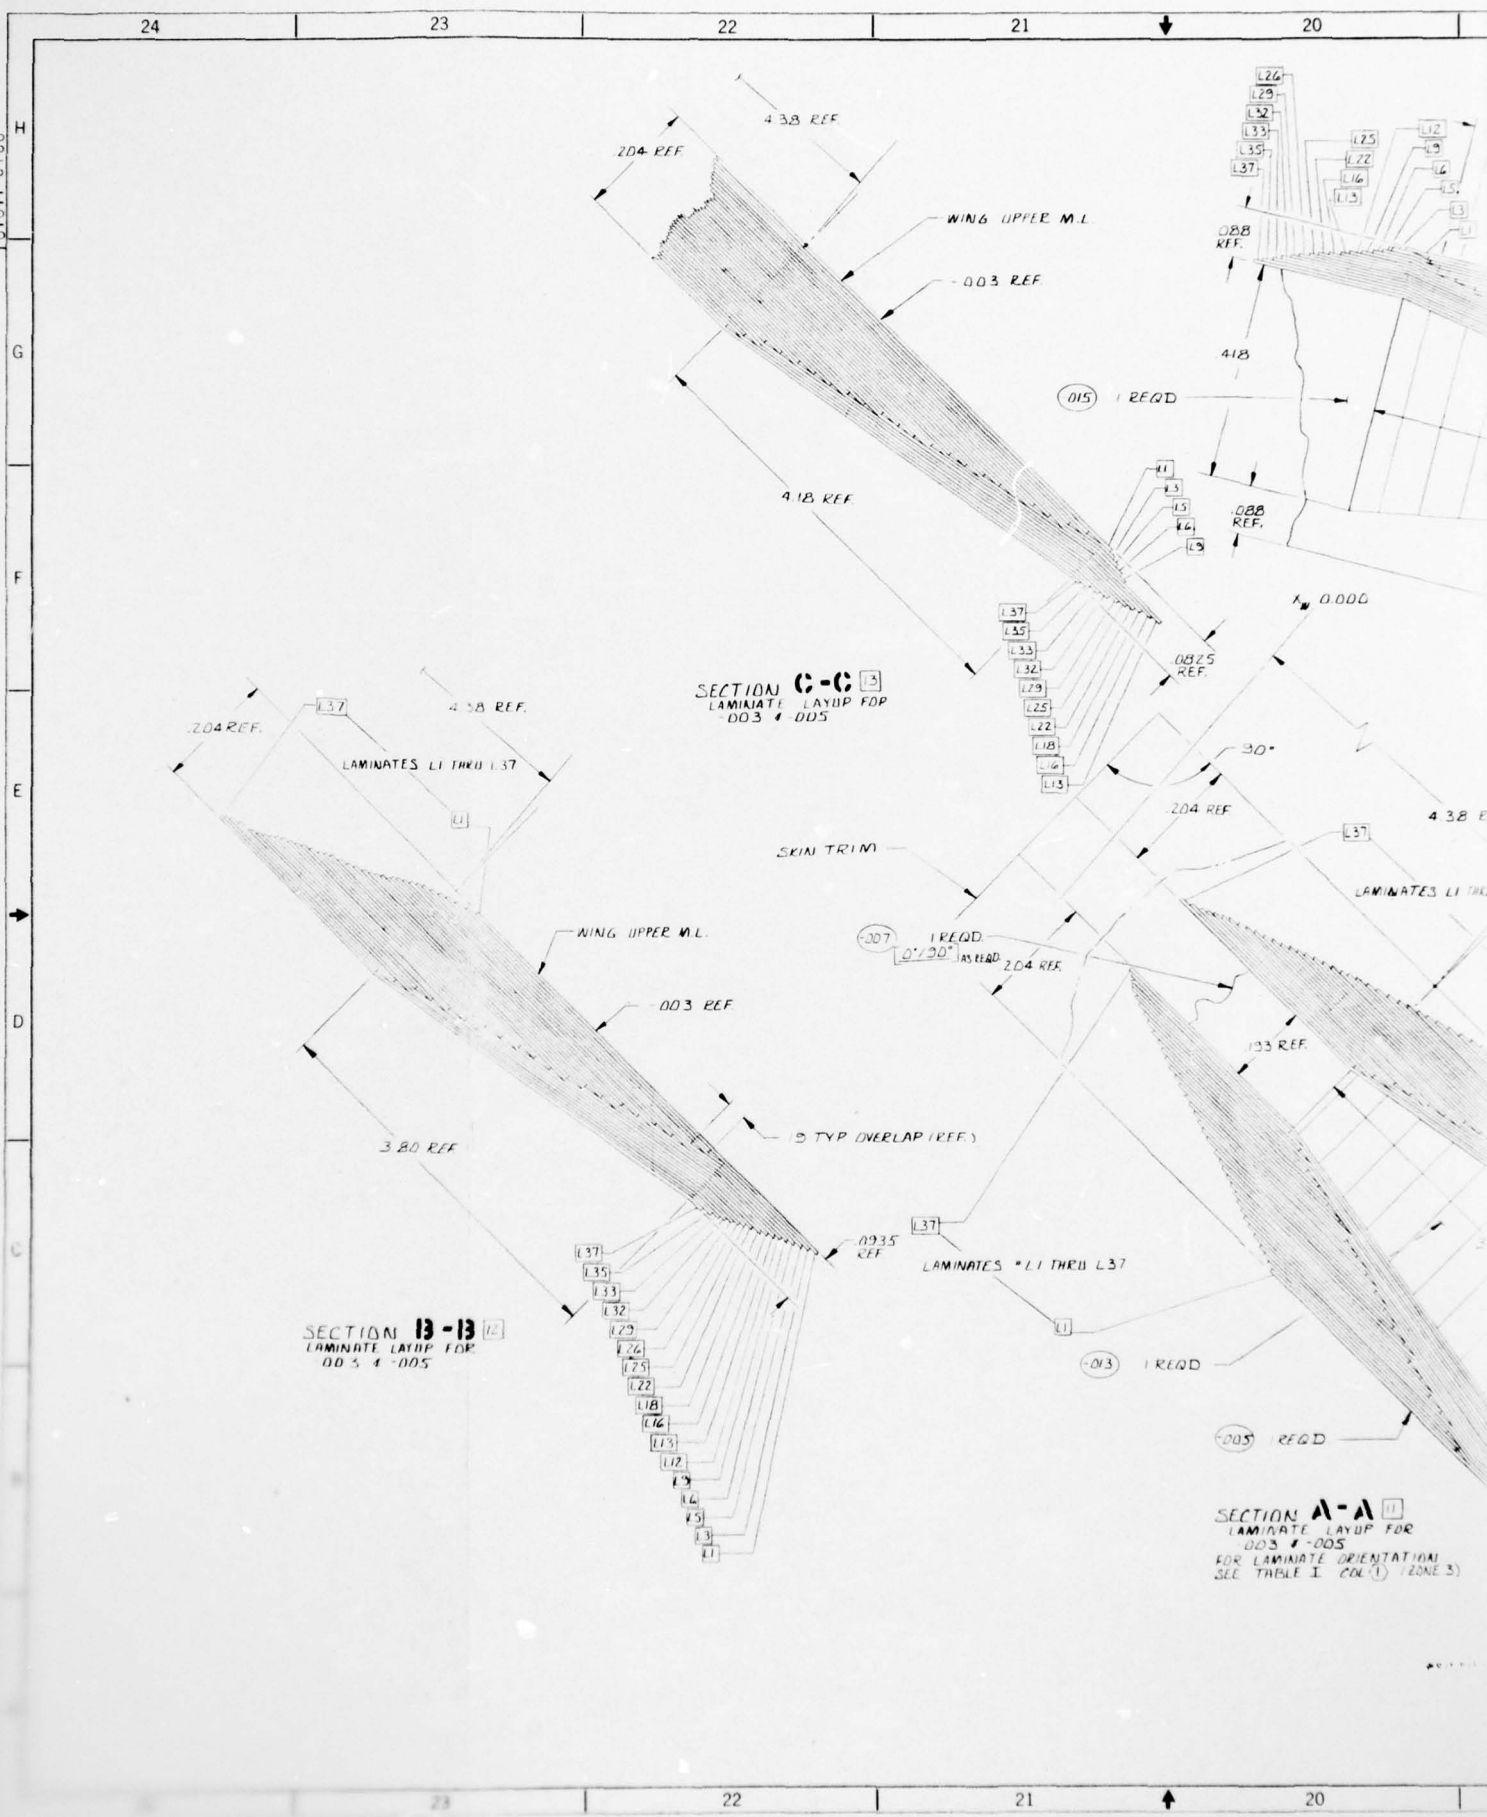 24
23
22
21
20
H
G
F
E
D
C
4.38 REF.
.204 REF.
WING UPPER M.L.
-003 REF.
4.18 REF.
L1
L3
L5
L6
L9
L37
L35
L33
L32
L29
L25
L22
L18
L16
L13
.0825
REF.
SECTION C-C 13
LAMINATE LAYUP FOR
-003 & -005
L26
L29
L32
L33
L35
L37
L25
L22
L16
L13
L12
L9
L6
L5
L3
L1
.088
REF.
4.18
-015 1 REQD
.088
REF.
0.000
.204 REF.
L37
4.38 REF.
LAMINATES L1 THRU L37
L1
WING UPPER M.L.
-003 REF.
3.80 REF.
.19 TYP OVERLAP (REF.)
.0935
REF
L37
L35
L33
L32
L29
L26
L25
L22
L18
L16
L13
L12
L9
L6
L5
L3
L1
SECTION B-B 12
LAMINATE LAYUP FOR
-003 & -005
90°
.204 REF.
4.38
L37
LAMINATES L1
SKIN TRIM
-007 1 REQD.
0°/90° AS REQD.
.204 REF.
.193 REF.
L37
LAMINATES L1 THRU L37
L1
-013 1 REQD
-005 1 REQD
SECTION A-A 11
LAMINATE LAYUP FOR
-003 & -005
FOR LAMINATE ORIENTATION
SEE TABLE I COL 1 (ZONE 3)
23
22
21
20